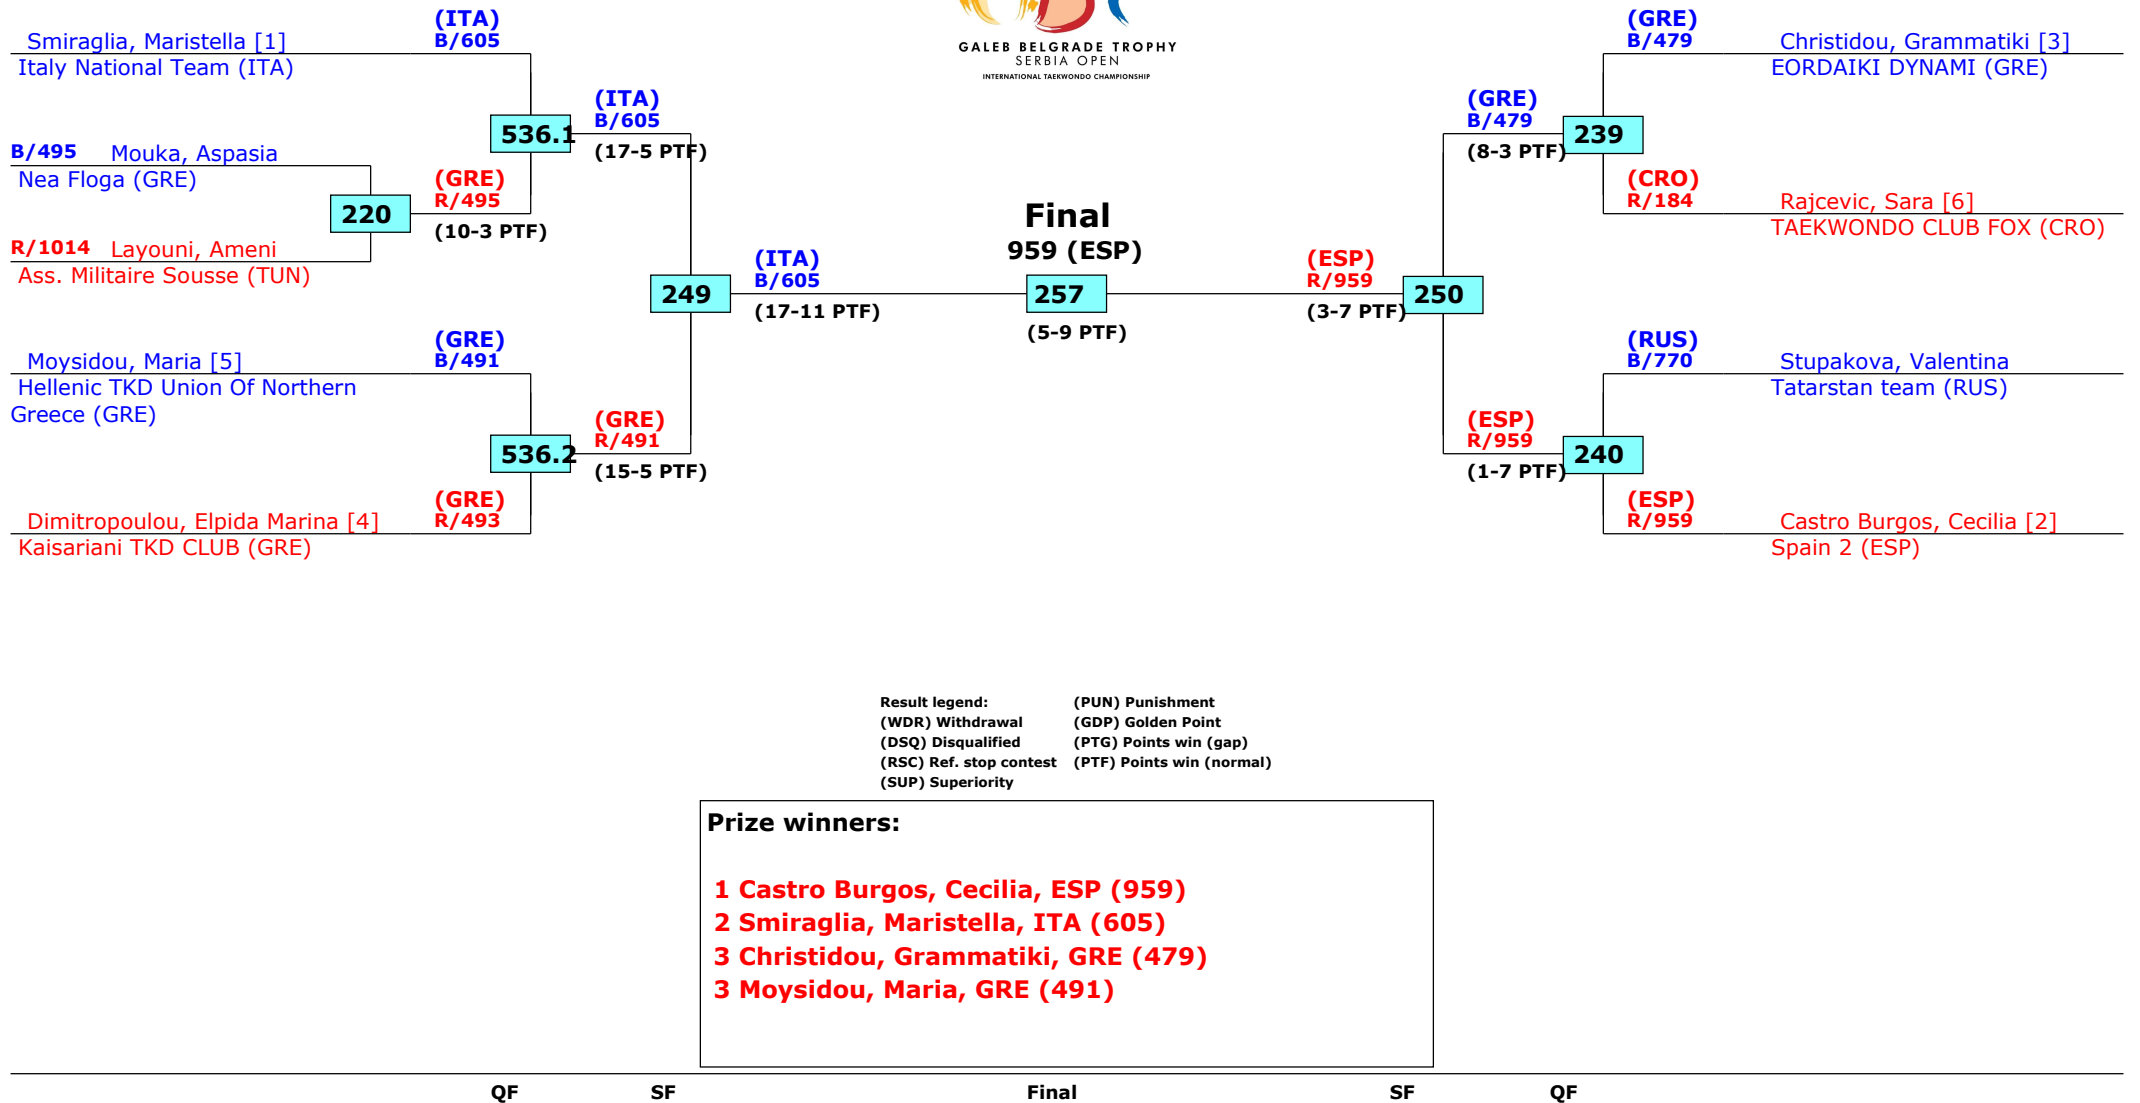 GALEB BELGRADE TROPHY
SERBIA OPEN
INTERNATIONAL TAEKWONDO CHAMPIONSHIP
(ITA)
B/605
Smiraglia, Maristella [1]
Italy National Team (ITA)
536.1
(ITA)
B/605
(17-5 PTF)
B/495 Mouka, Aspasia
Nea Floga (GRE)
220
(GRE)
R/495
(10-3 PTF)
R/1014 Layouni, Ameni
Ass. Militaire Sousse (TUN)
249
(ITA)
B/605
(17-11 PTF)
(GRE)
B/491
Moysidou, Maria [5]
Hellenic TKD Union Of Northern
Greece (GRE)
536.2
(GRE)
R/491
(15-5 PTF)
(GRE)
R/493
Dimitropoulou, Elpida Marina [4]
Kaisariani TKD CLUB (GRE)
Final
959 (ESP)
257
(5-9 PTF)
(GRE)
B/479
Christidou, Grammatiki [3]
EORDAIKI DYNAMI (GRE)
(GRE)
B/479
(8-3 PTF)
239
(CRO)
R/184
Rajcevic, Sara [6]
TAEKWONDO CLUB FOX (CRO)
(ESP)
R/959
(3-7 PTF)
250
(RUS)
B/770
Stupakova, Valentina
Tatarstan team (RUS)
(ESP)
R/959
(1-7 PTF)
240
(ESP)
R/959
Castro Burgos, Cecilia [2]
Spain 2 (ESP)
Result legend: (PUN) Punishment
(WDR) Withdrawal (GDP) Golden Point
(DSQ) Disqualified (PTG) Points win (gap)
(RSC) Ref. stop contest (PTF) Points win (normal)
(SUP) Superiority
Prize winners:
1 Castro Burgos, Cecilia, ESP (959)
2 Smiraglia, Maristella, ITA (605)
3 Christidou, Grammatiki, GRE (479)
3 Moysidou, Maria, GRE (491)
QF SF Final SF QF